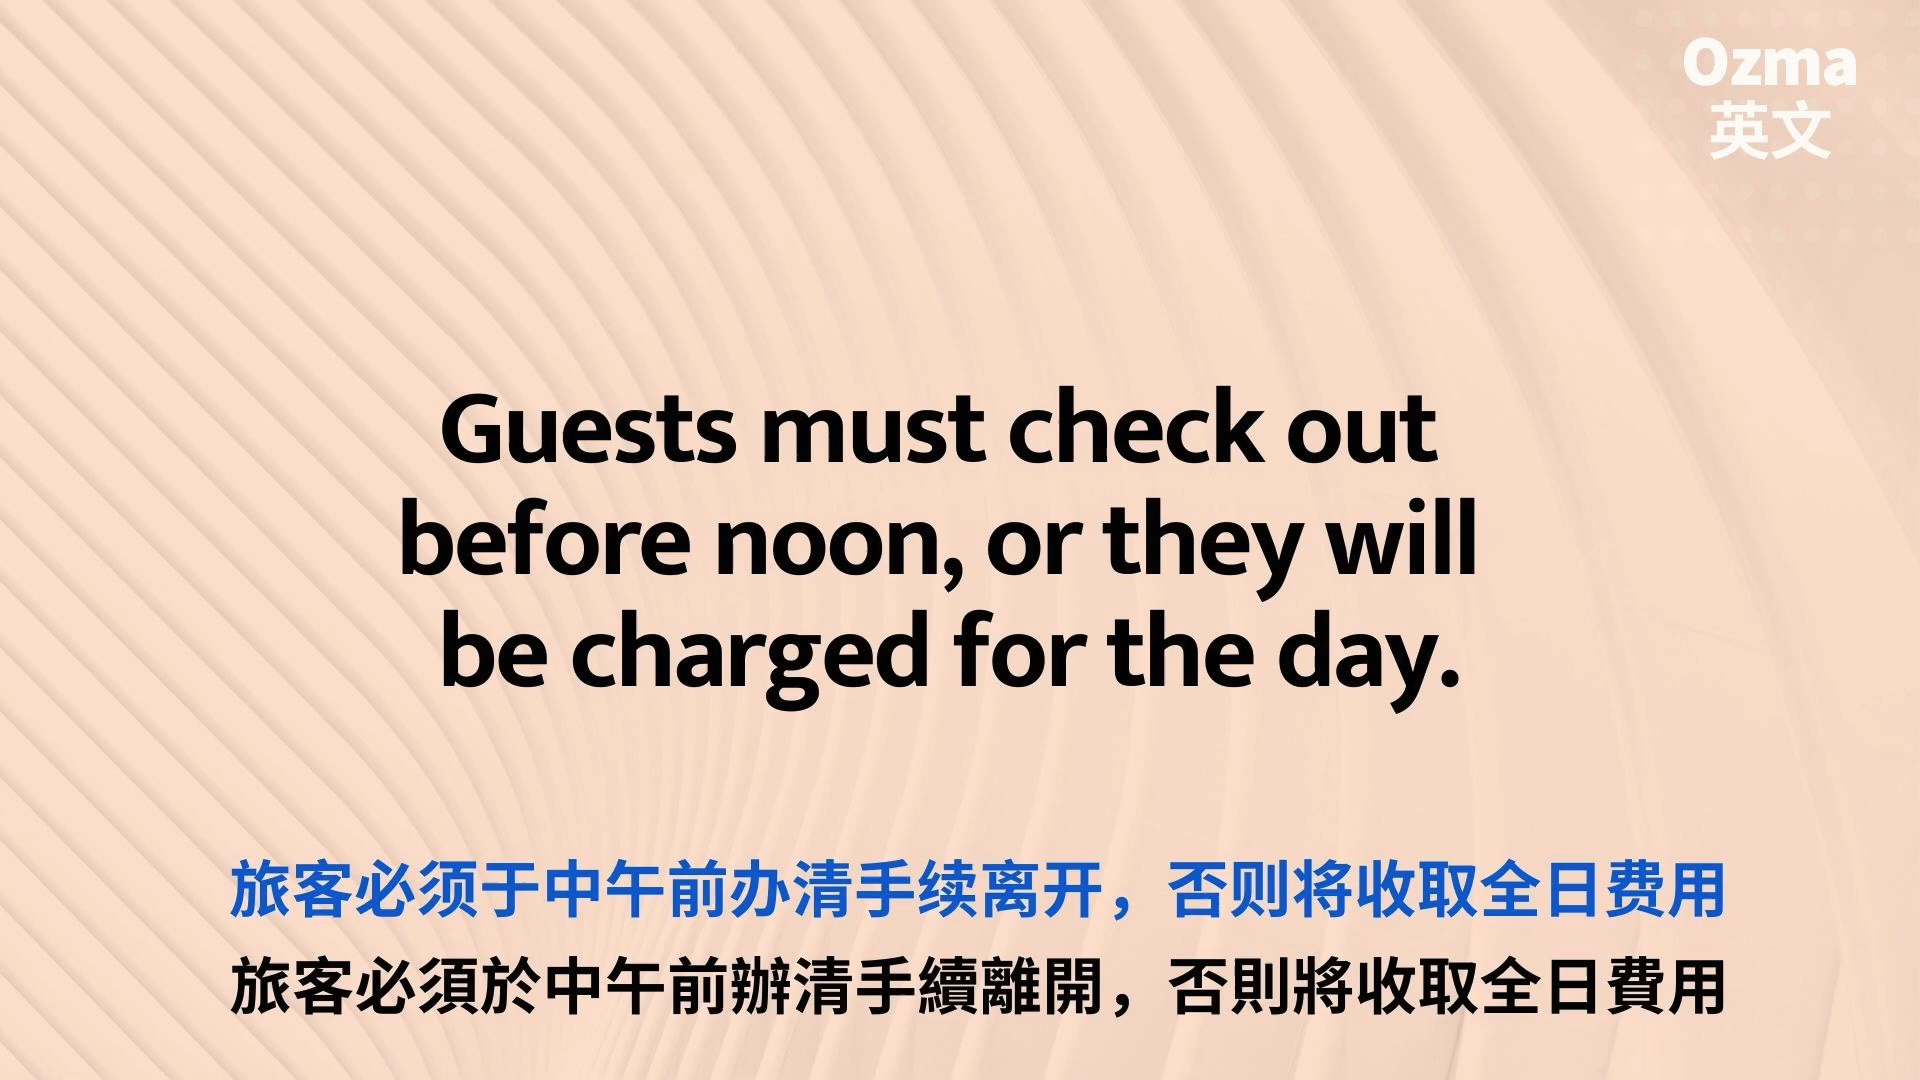 Ozma
英文
Guests must check out
before noon, or they will
be charged for the day.
旅客必须于中午前办清手续离开，否则将收取全日费用
旅客必須於中午前辦清手續離開，否則將收取全日費用